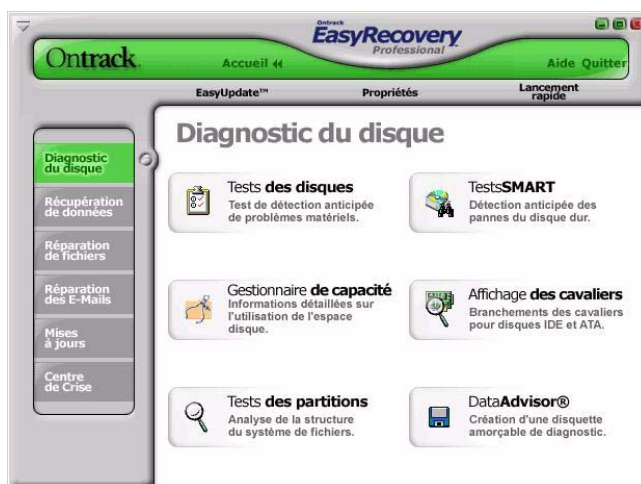 Ontrack
EasyRecovery
Professional
Ontrack.
Accueil
Aide Quitter
EasyUpdate™
Propriétés
Lancement
rapide
Diagnostic
du disque
Récupération
de données
Réparation
de fichiers
Réparation
des E-Mails
Mises
à jours
Centre
de Crise
Diagnostic du disque
Tests des disques
Test de détection anticipée
de problèmes matériels.
TestsSMART
Détection anticipée des
pannes du disque dur.
Gestionnaire de capacité
Informations détaillées sur
l'utilisation de l'espace
disque.
Affichage des cavaliers
Branchements des cavaliers
pour disques IDE et ATA.
Tests des partitions
Analyse de la structure
du système de fichiers.
DataAdvisor®
Création d'une disquette
amorçable de diagnostic.